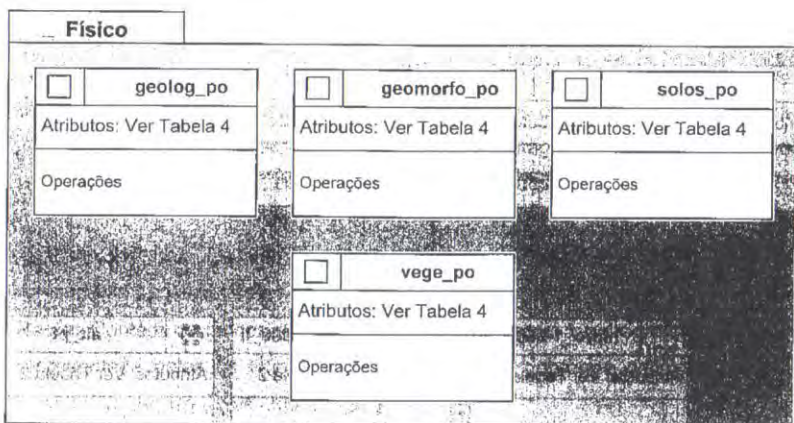 Físico
geolog_po
Atributos: Ver Tabela 4
Operações
geomorfo_po
Atributos: Ver Tabela 4
Operações
solos_po
Atributos: Ver Tabela 4
Operações
vege_po
Atributos: Ver Tabela 4
Operações